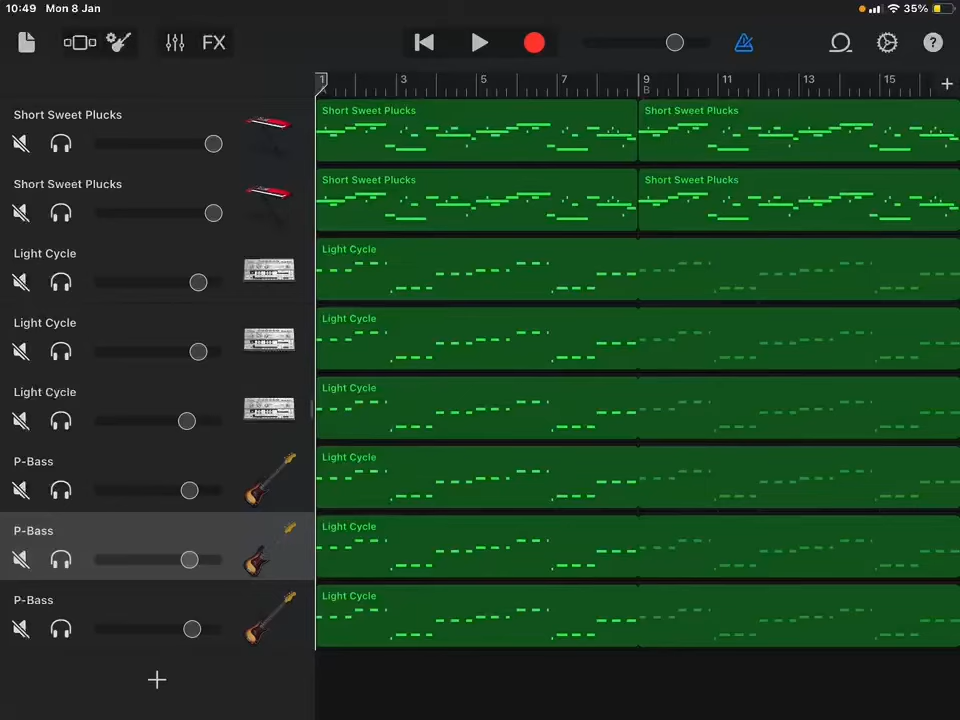 10:49 Mon 8 Jan 35%
FX ?
1 3 5 7 9 11 13 15
A B
Short Sweet Plucks Short Sweet Plucks Short Sweet Plucks
Short Sweet Plucks Short Sweet Plucks Short Sweet Plucks
Light Cycle Light Cycle
Light Cycle Light Cycle
Light Cycle Light Cycle
P-Bass Light Cycle
P-Bass Light Cycle
P-Bass Light Cycle